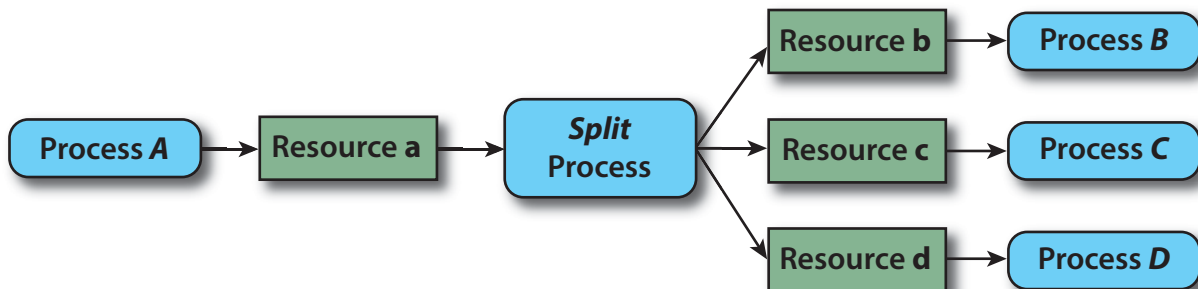 Resource b
Process B
Process A
Resource a
Split
Process
Resource c
Process C
Resource d
Process D